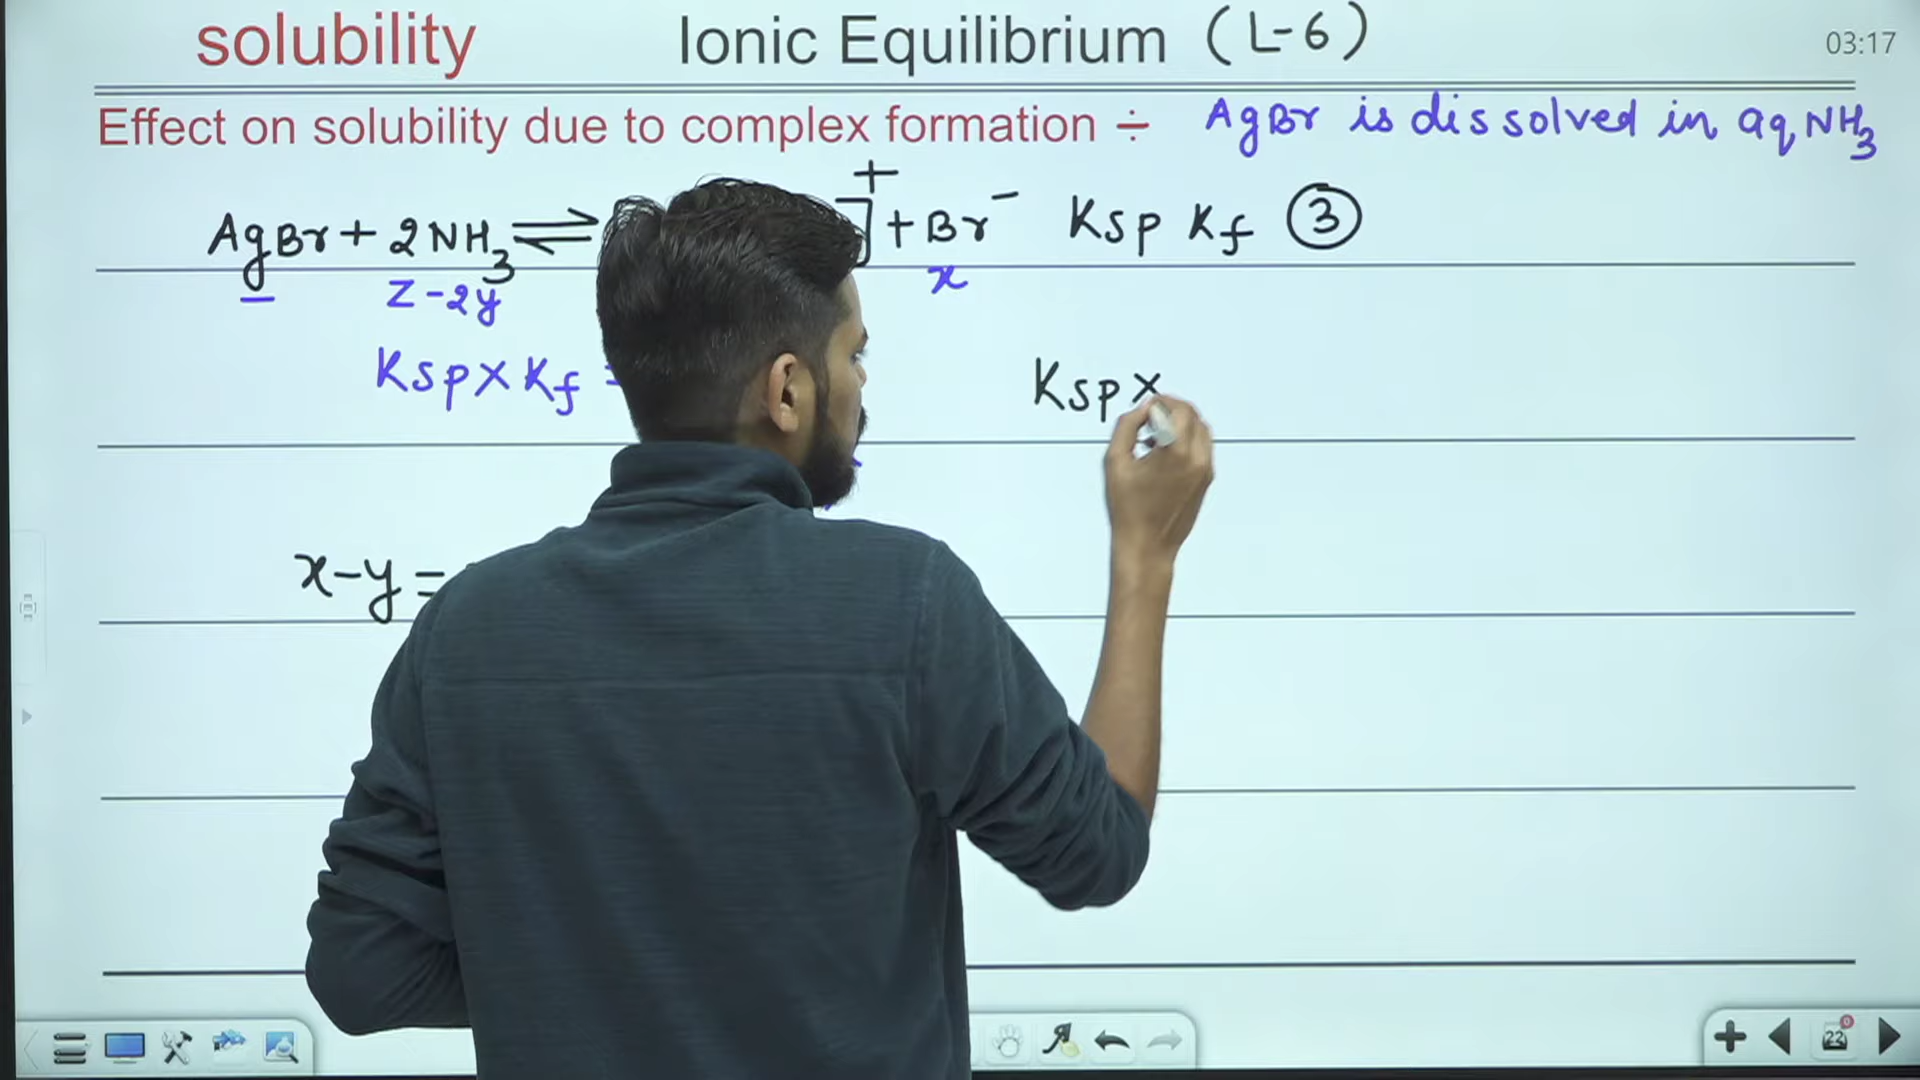 solubility Ionic Equilibrium (L-6)
03:17
Effect on solubility due to complex formation ÷ AgBr is dissolved in aq NH₃
AgBr + 2NH₃ ⇌ ]⁺ + Br⁻ Ksp Kf ③
— z-2y x
Ksp x Kf = Ksp x
x-y =
22